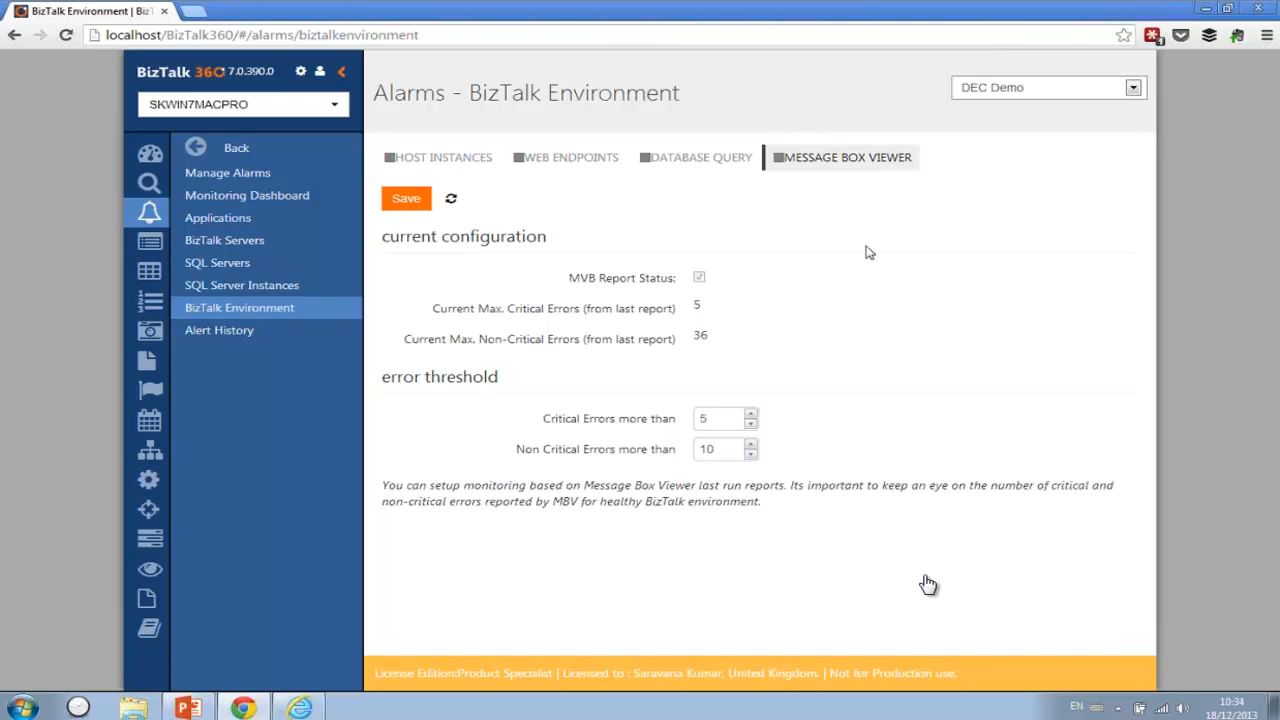 BizTalk Environment | Biz
localhost/BizTalk360/#/alarms/biztalkenvironment
BizTalk 360 7.0.390.0
SKWIN7MACPRO
Alarms - BizTalk Environment
DEC Demo
Back
Manage Alarms
Monitoring Dashboard
Applications
BizTalk Servers
SQL Servers
SQL Server Instances
BizTalk Environment
Alert History
HOST INSTANCES
WEB ENDPOINTS
DATABASE QUERY
MESSAGE BOX VIEWER
Save
current configuration
MVB Report Status:
Current Max. Critical Errors (from last report) 5
Current Max. Non-Critical Errors (from last report) 36
error threshold
Critical Errors more than 5
Non Critical Errors more than 10
You can setup monitoring based on Message Box Viewer last run reports. Its important to keep an eye on the number of critical and
non-critical errors reported by MBV for healthy BizTalk environment.
License Edition:Product Specialist | Licensed to : Saravana Kumar, United Kingdom. | Not for Production use.
EN
10:34
18/12/2013